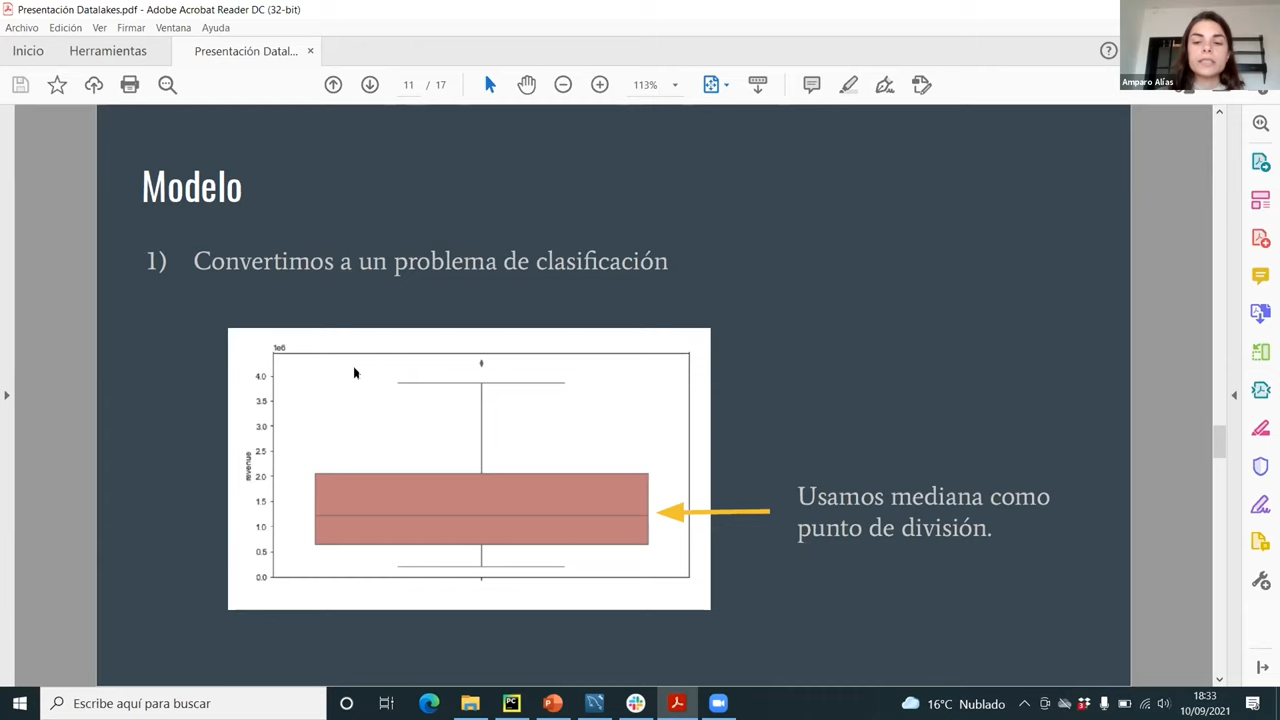 Presentación Datalakes.pdf - Adobe Acrobat Reader DC (32-bit)
Archivo Edición Ver Firmar Ventana Ayuda
Inicio Herramientas Presentación Datal... ×
11 / 17 113%
Amparo Alías
Modelo
1) Convertimos a un problema de clasificación
1e6
4.0
3.5
3.0
2.5
2.0
1.5
1.0
0.5
0.0
revenue
Usamos mediana como
punto de división.
Escribe aquí para buscar
16°C Nublado
18:33
10/09/2021